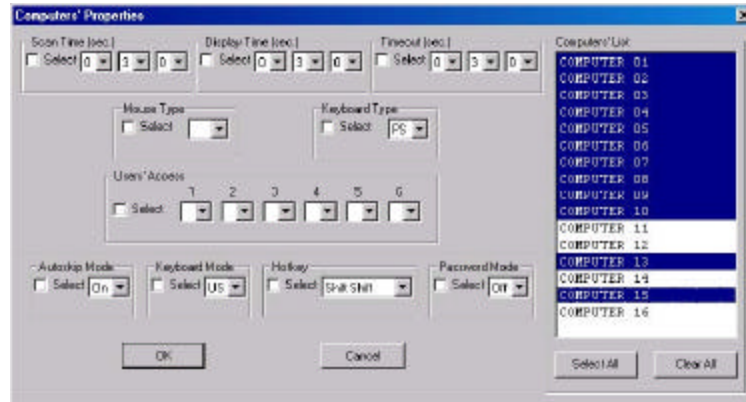 Computers' Properties
Scan Time (sec.)
Select 0 3 0
Display Time (sec.)
Select 0 3 0
Timeout (sec.)
Select 0 3 0
Mouse Type
Select
Keyboard Type
Select PS
Users' Access
1 2 3 4 5 6
Select
Autoskip Mode
Select On
Keyboard Mode
Select US
Hotkey
Select Shift Shift
Password Mode
Select Off
OK
Cancel
Computers' List
COMPUTER 01
COMPUTER 02
COMPUTER 03
COMPUTER 04
COMPUTER 05
COMPUTER 06
COMPUTER 07
COMPUTER 08
COMPUTER 09
COMPUTER 10
COMPUTER 11
COMPUTER 12
COMPUTER 13
COMPUTER 14
COMPUTER 15
COMPUTER 16
Select All
Clear All